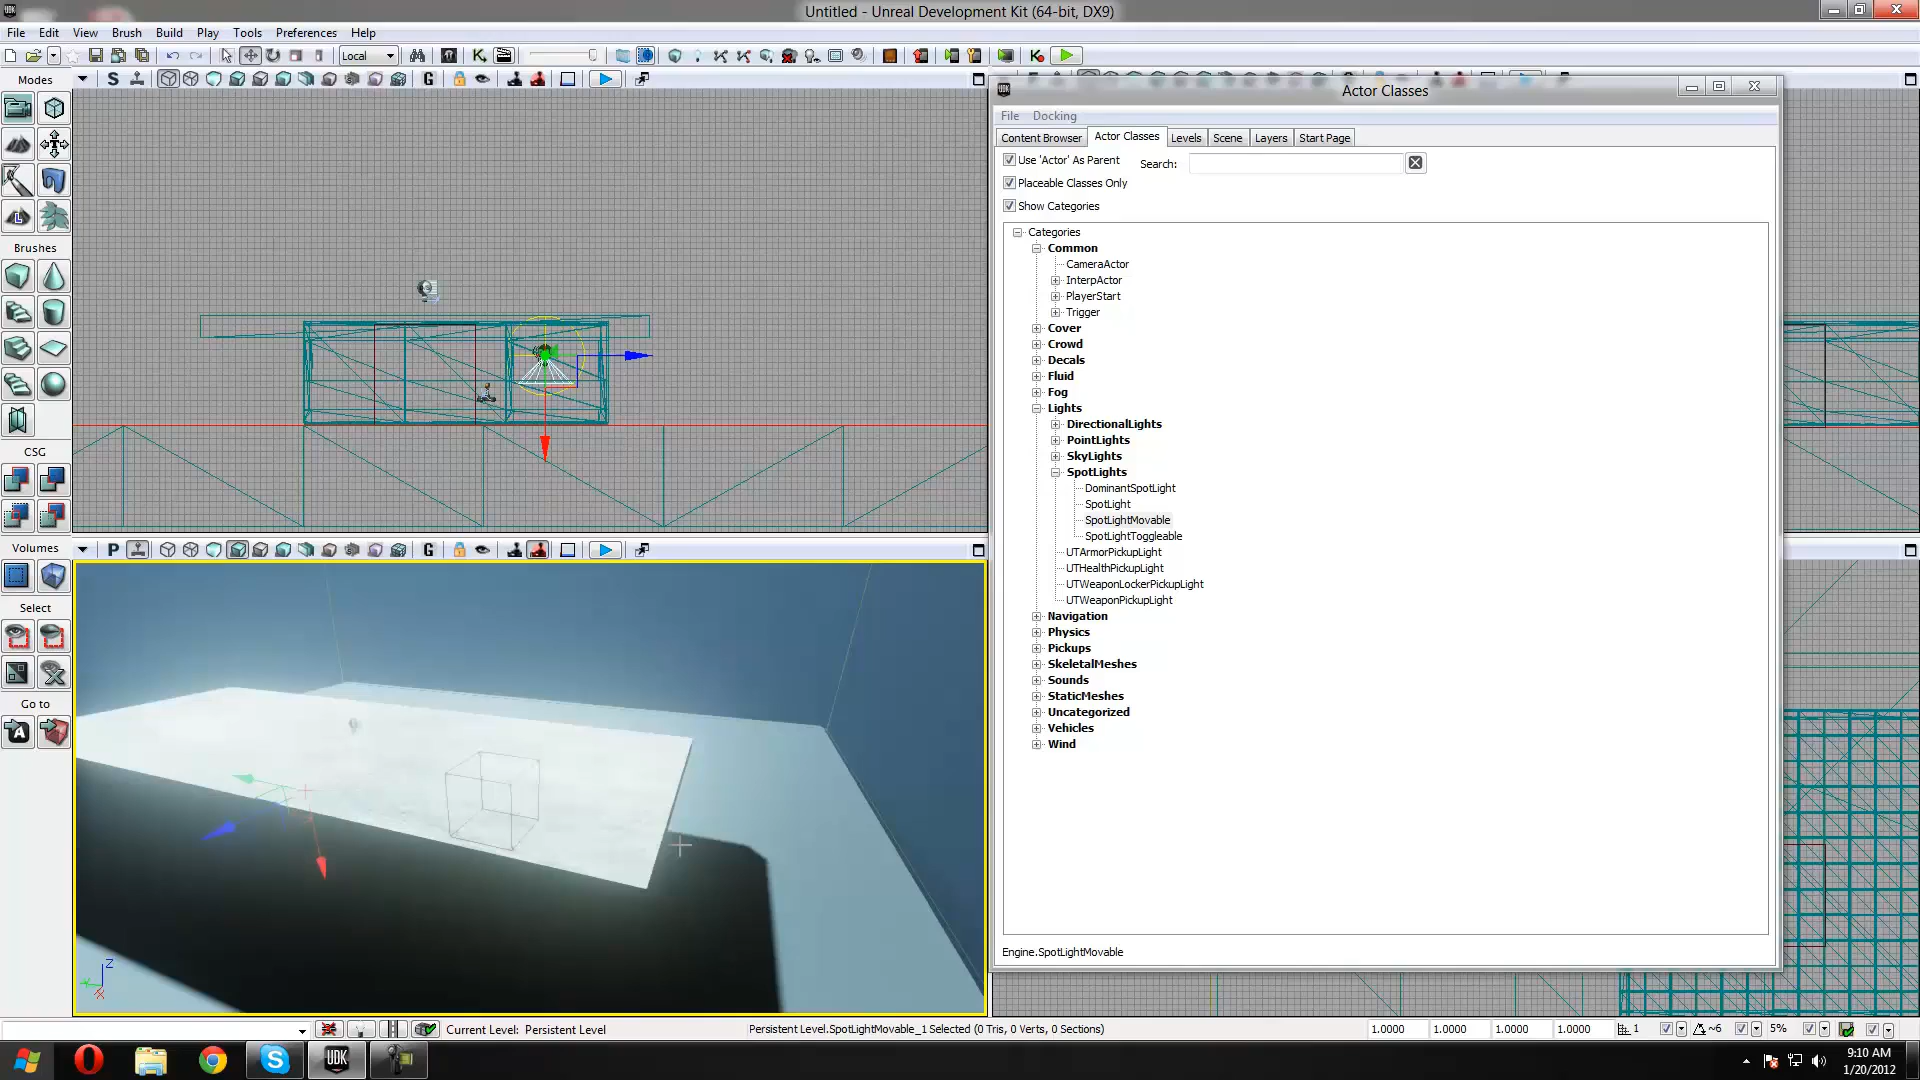 Untitled - Unreal Development Kit (64-bit, DX9)
File Edit View Brush Build Play Tools Preferences Help
Local
Modes
S
G
Actor Classes
File Docking
Content Browser Actor Classes Levels Scene Layers Start Page
Use 'Actor' As Parent
Search:
Placeable Classes Only
Show Categories
Categories
Common
CameraActor
InterpActor
PlayerStart
Trigger
Cover
Crowd
Decals
Fluid
Fog
Lights
DirectionalLights
PointLights
SkyLights
SpotLights
DominantSpotLight
SpotLight
SpotLightMovable
SpotLightToggleable
UTArmorPickupLight
UTHealthPickupLight
UTWeaponLockerPickupLight
UTWeaponPickupLight
Navigation
Physics
Pickups
SkeletalMeshes
Sounds
StaticMeshes
Uncategorized
Vehicles
Wind
Engine.SpotLightMovable
Brushes
CSG
Volumes
P
G
Select
Go to
A
Z
X
Current Level: Persistent Level
Persistent Level.SpotLightMovable_1 Selected (0 Tris, 0 Verts, 0 Sections)
1.0000 1.0000 1.0000 1.0000
1
~6
5%
UDK
9:10 AM
1/20/2012